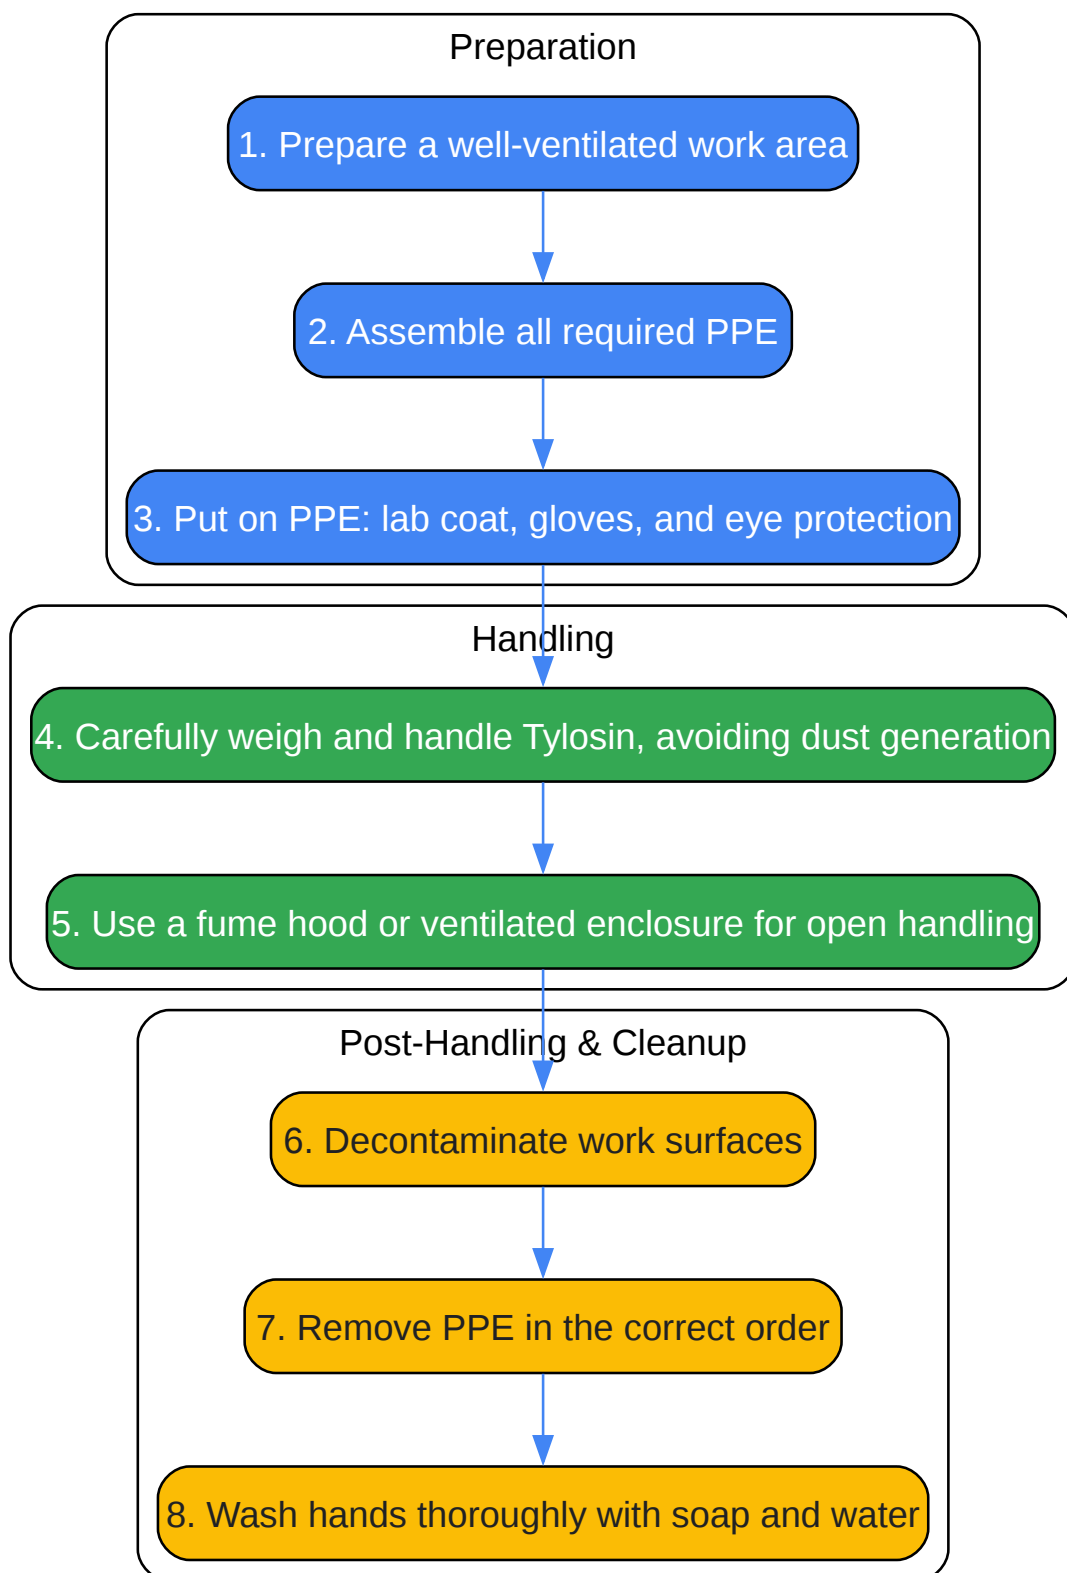 Preparation
1. Prepare a well-ventilated work area
2. Assemble all required PPE
3. Put on PPE: lab coat, gloves, and eye protection
Handling
4. Carefully weigh and handle Tylosin, avoiding dust generation
5. Use a fume hood or ventilated enclosure for open handling
Post-Handling & Cleanup
6. Decontaminate work surfaces
7. Remove PPE in the correct order
8. Wash hands thoroughly with soap and water